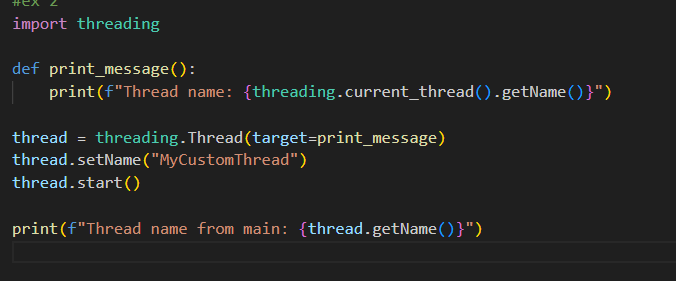 #ex 2
import threading
def print_message():
    print(f"Thread name: {threading.current_thread().getName()}")
thread = threading.Thread(target=print_message)
thread.setName("MyCustomThread")
thread.start()
print(f"Thread name from main: {thread.getName()}")